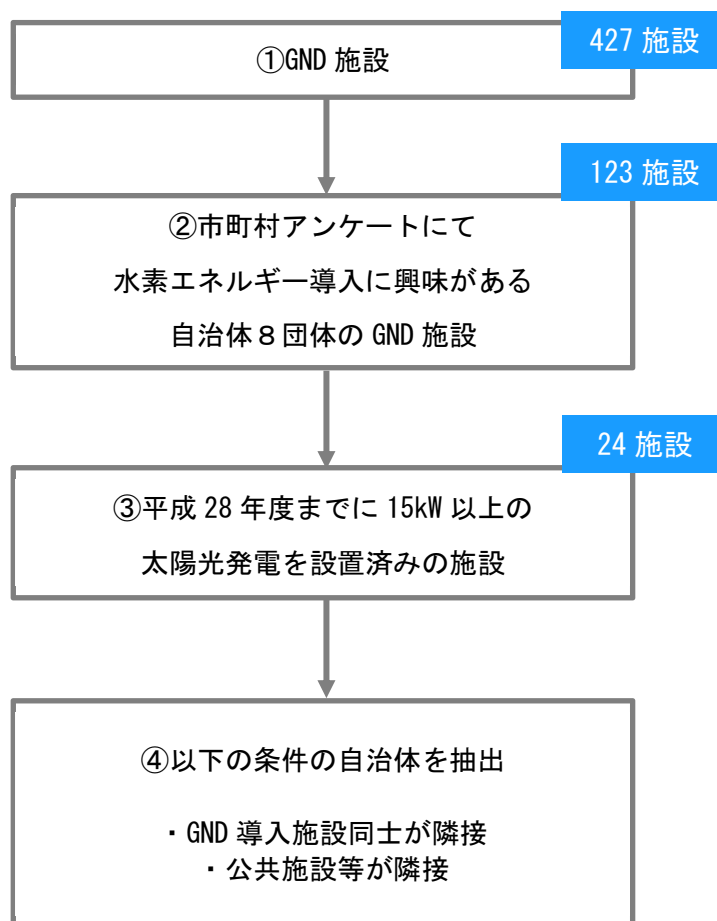 427 施設
①GND 施設
123 施設
②市町村アンケートにて
水素エネルギー導入に興味がある
自治体８団体の GND 施設
24 施設
③平成 28 年度までに 15kW 以上の
太陽光発電を設置済みの施設
④以下の条件の自治体を抽出
・GND 導入施設同士が隣接
・公共施設等が隣接